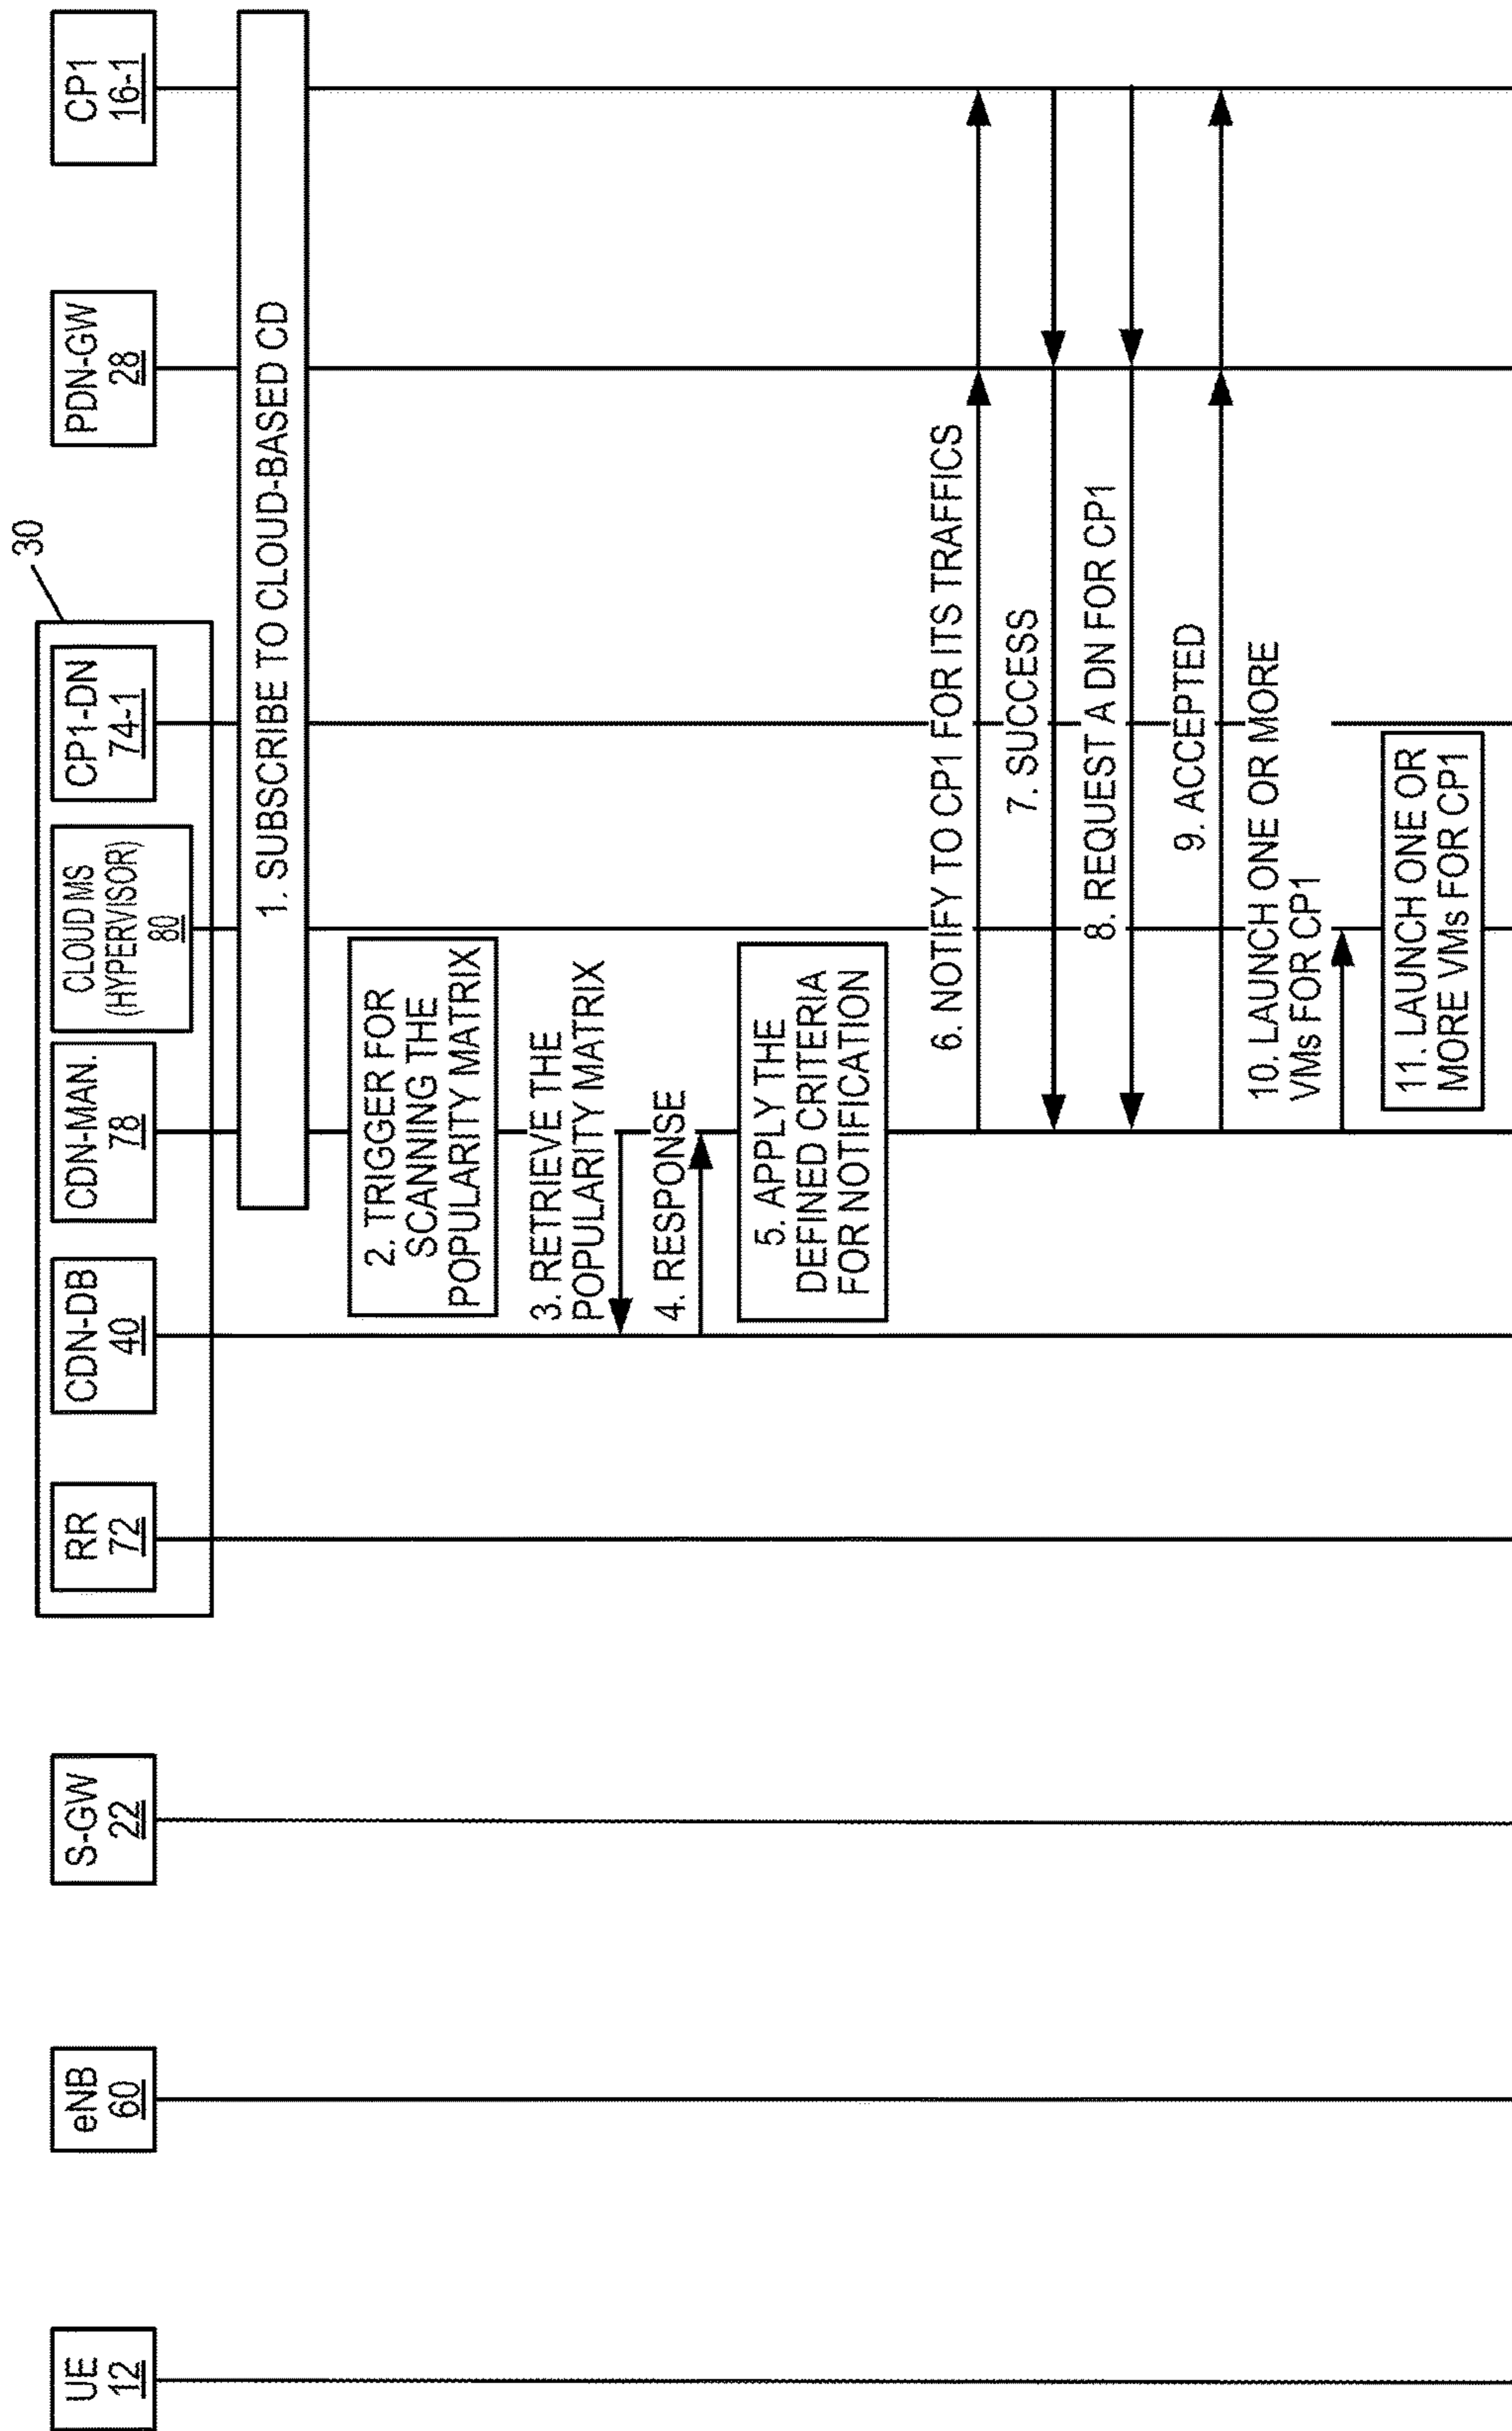 UE
12
eNB
60
S-GW
22
30
RR
72
CDN-DB
40
CDN-MAN.
78
CLOUD MS
(HYPERVISOR)
80
CP1-DN
74-1
PDN-GW
28
CP1
16-1
1. SUBSCRIBE TO CLOUD-BASED CD
2. TRIGGER FOR
SCANNING THE
POPULARITY MATRIX
3. RETRIEVE THE
POPULARITY MATRIX
4. RESPONSE
5. APPLY THE
DEFINED CRITERIA
FOR NOTIFICATION
6. NOTIFY TO CP1 FOR ITS TRAFFICS
7. SUCCESS
8. REQUEST A DN FOR CP1
9. ACCEPTED
10. LAUNCH ONE OR MORE
VMs FOR CP1
11. LAUNCH ONE OR
MORE VMs FOR CP1